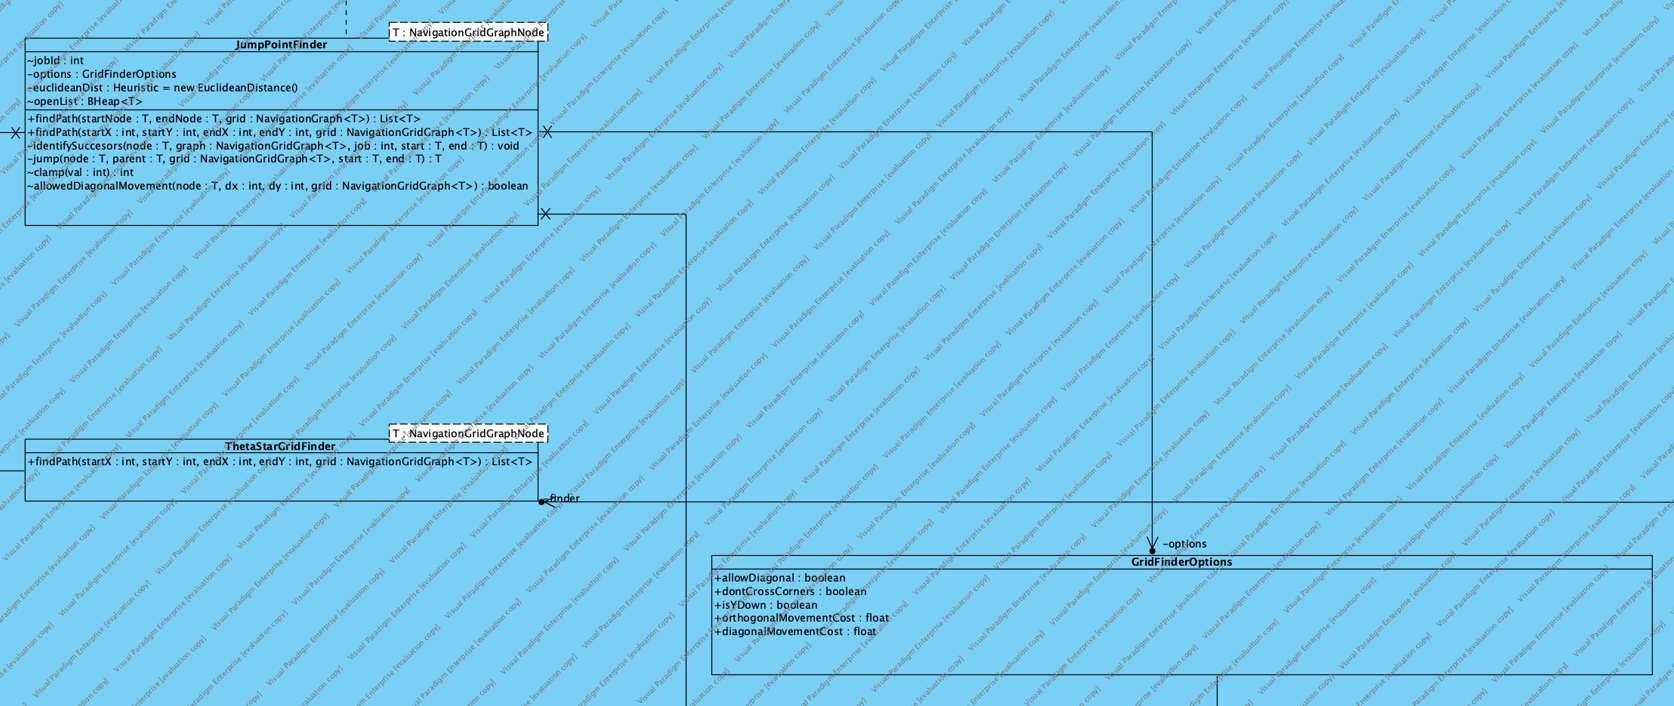 T : NavigationGridGraphNode
JumpPointFinder
~jobId : int
-options : GridFinderOptions
~euclideanDist : Heuristic = new EuclideanDistance()
~openList : BHeap<T>
+findPath(startNode : T, endNode : T, grid : NavigationGraph<T>) : List<T>
+findPath(startX : int, startY : int, endX : int, endY : int, grid : NavigationGridGraph<T>) : List<T>
-identifySuccesors(node : T, graph : NavigationGridGraph<T>, job : int, start : T, end : T) : void
-jump(node : T, parent : T, grid : NavigationGridGraph<T>, start : T, end : T) : T
~clamp(val : int) : int
~allowedDiagonalMovement(node : T, dx : int, dy : int, grid : NavigationGridGraph<T>) : boolean
T : NavigationGridGraphNode
ThetaStarGridFinder
+findPath(startX : int, startY : int, endX : int, endY : int, grid : NavigationGridGraph<T>) : List<T>
~finder
-options
GridFinderOptions
+allowDiagonal : boolean
+dontCrossCorners : boolean
+isYDown : boolean
+orthogonalMovementCost : float
+diagonalMovementCost : float
Visual Paradigm Enterprise [evaluation copy]